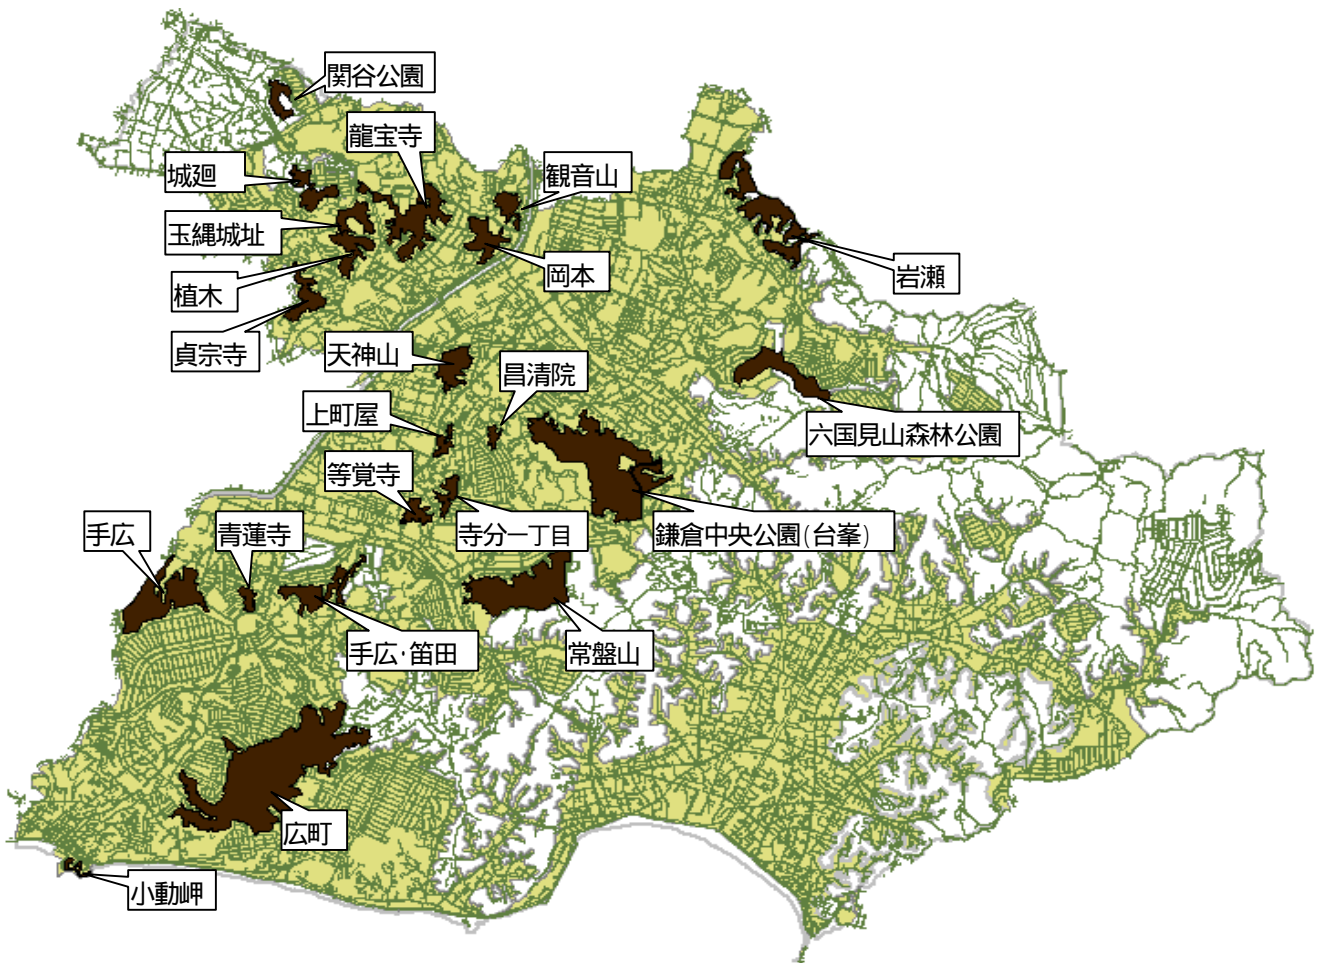 関谷公園
龍宝寺
城廻
観音山
玉縄城址
岡本
岩瀬
植木
貞宗寺
天神山
昌清院
上町屋
六国見山森林公園
等覚寺
手広
青蓮寺
寺分一丁目
鎌倉中央公園(台峯)
手広・笛田
常盤山
広町
小動岬